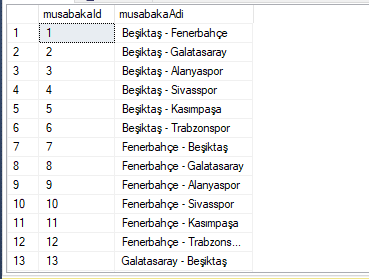 musabakaId musabakaAdi
1 1 Beşiktaş - Fenerbahçe
2 2 Beşiktaş - Galatasaray
3 3 Beşiktaş - Alanyaspor
4 4 Beşiktaş - Sivasspor
5 5 Beşiktaş - Kasımpaşa
6 6 Beşiktaş - Trabzonspor
7 7 Fenerbahçe - Beşiktaş
8 8 Fenerbahçe - Galatasaray
9 9 Fenerbahçe - Alanyaspor
10 10 Fenerbahçe - Sivasspor
11 11 Fenerbahçe - Kasımpaşa
12 12 Fenerbahçe - Trabzons...
13 13 Galatasaray - Beşiktaş